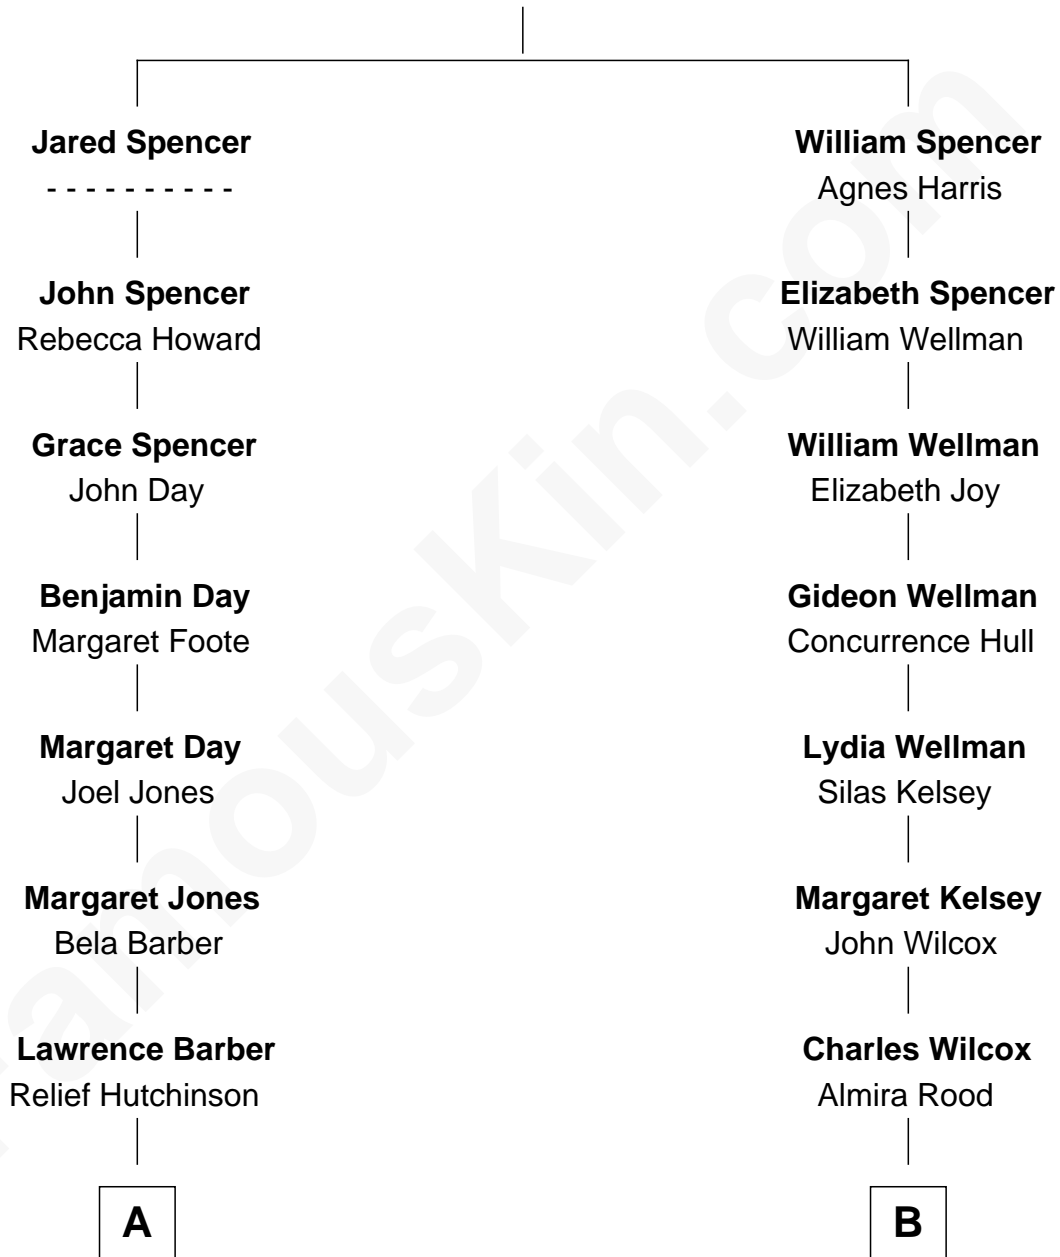 Jared Spencer
- - - - - - - - - -
John Spencer
Rebecca Howard
Grace Spencer
John Day
Benjamin Day
Margaret Foote
Margaret Day
Joel Jones
Margaret Jones
Bela Barber
Lawrence Barber
Relief Hutchinson
A
William Spencer
Agnes Harris
Elizabeth Spencer
William Wellman
William Wellman
Elizabeth Joy
Gideon Wellman
Concurrence Hull
Lydia Wellman
Silas Kelsey
Margaret Kelsey
John Wilcox
Charles Wilcox
Almira Rood
B
FamousKin.com